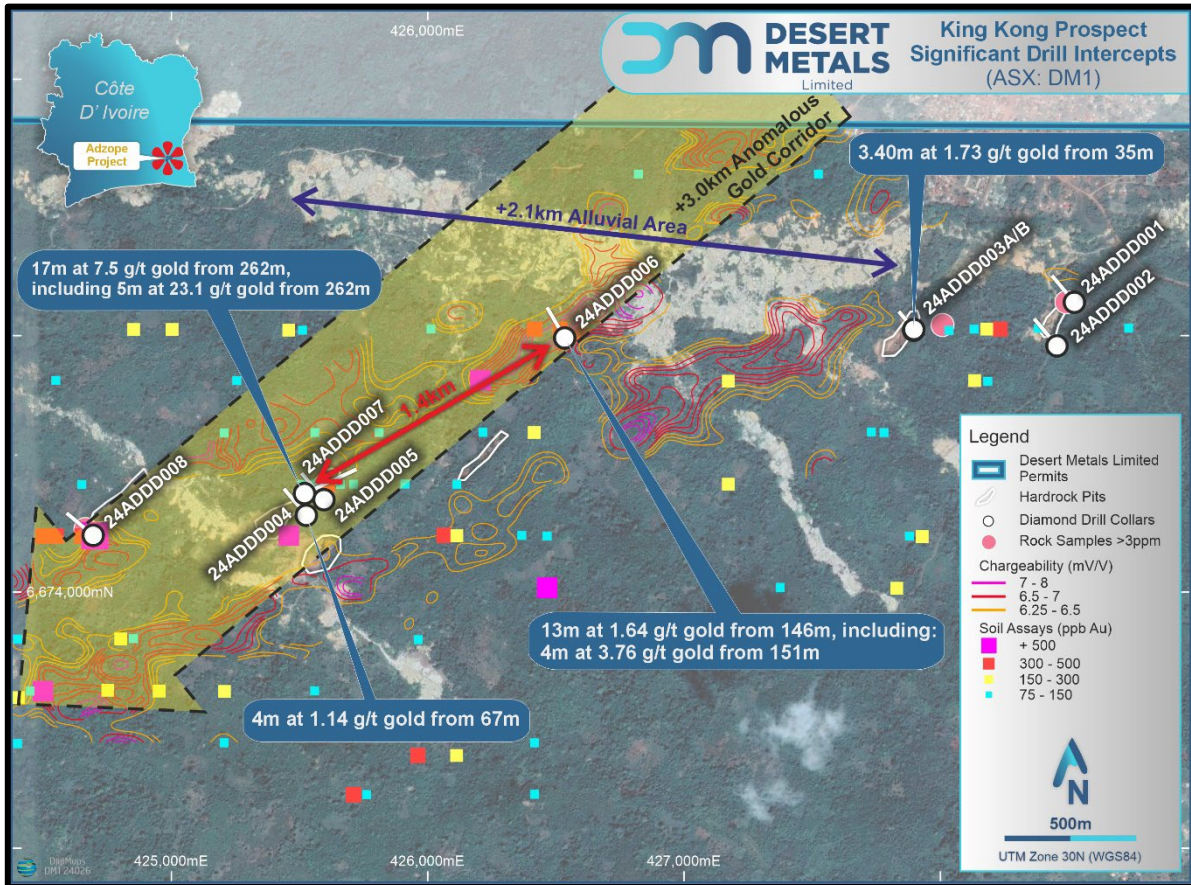 426,000mE
DESERT
METALS
Limited
King Kong Prospect
Significant Drill Intercepts
(ASX: DM1)
Côte
D' Ivoire
Adzope
Project
+3.0km Anomalous
Gold Corridor
3.40m at 1.73 g/t gold from 35m
+2.1km Alluvial Area
17m at 7.5 g/t gold from 262m,
including 5m at 23.1 g/t gold from 262m
24ADDD006
24ADDD003A/B
24ADDD001
24ADDD002
1.4km
24ADDD007
24ADDD005
24ADDD008
24ADDD004
6,674,000mN
13m at 1.64 g/t gold from 146m, including:
4m at 3.76 g/t gold from 151m
4m at 1.14 g/t gold from 67m
Legend
Desert Metals Limited
Permits
Hardrock Pits
Diamond Drill Collars
Rock Samples >3ppm
Chargeability (mV/V)
7 - 8
6.5 - 7
6.25 - 6.5
Soil Assays (ppb Au)
+ 500
300 - 500
150 - 300
75 - 150
N
500m
UTM Zone 30N (WGS84)
DM1 24026
425,000mE
426,000mE
427,000mE